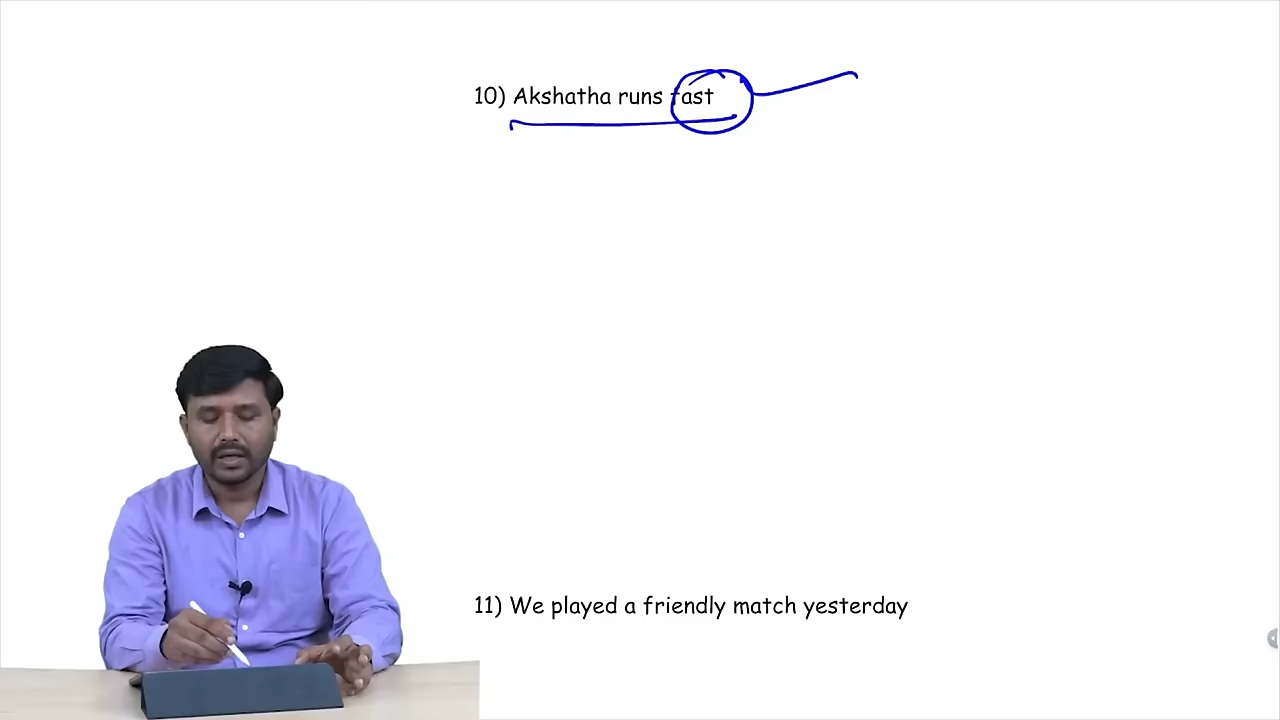 10) Akshatha runs fast
11) We played a friendly match yesterday